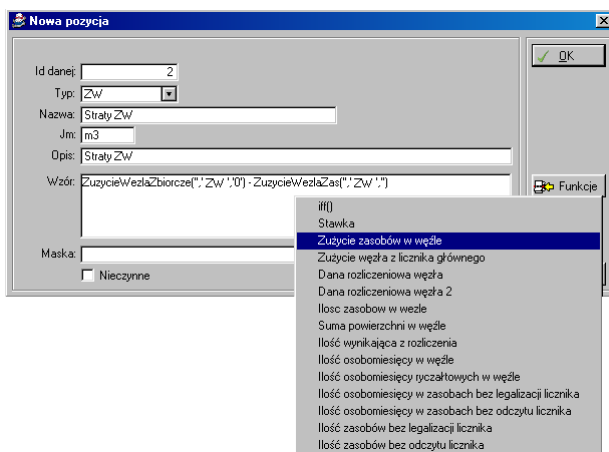 Nowa pozycja
OK
Id danej: 2
Typ: ZW
Nazwa: Straty ZW
Jm: m3
Opis: Straty ZW
Wzór: ZuzycieWezlaZbiorcze('','ZW ','0') - ZuzycieWezlaZas('','ZW ','')
Funkcje
Maska:
Nieczynne
iff()
Stawka
Zużycie zasobów w węźle
Zużycie węzła z licznika głównego
Dana rozliczeniowa węzła
Dana rozliczeniowa węzła 2
Ilosc zasobow w wezle
Suma powierzchni w węźle
Ilość wynikająca z rozliczenia
Ilość osobomiesięcy w węźle
Ilość osobomiesięcy ryczałtowych w węźle
Ilość osobomiesięcy w zasobach bez legalizacji licznika
Ilość osobomiesięcy w zasobach bez odczytu licznika
Ilość zasobów bez legalizacji licznika
Ilość zasobów bez odczytu licznika